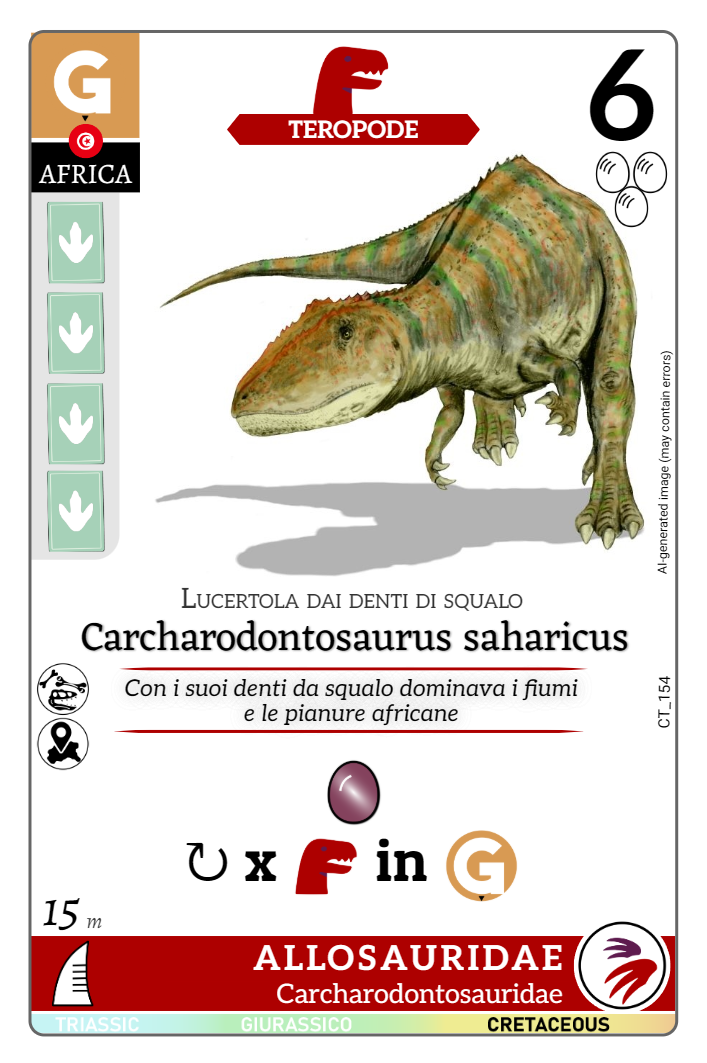 G
AFRICA
TEROPODE
6
AI-generated image (may contain errors)
Lucertola dai denti di squalo
Carcharodontosaurus saharicus
Con i suoi denti da squalo dominava i fiumi
e le pianure africane
CT_154
↻ x in G
15 m
ALLOSAURIDAE
Carcharodontosauridae
TRIASSIC GIURASSICO CRETACEOUS